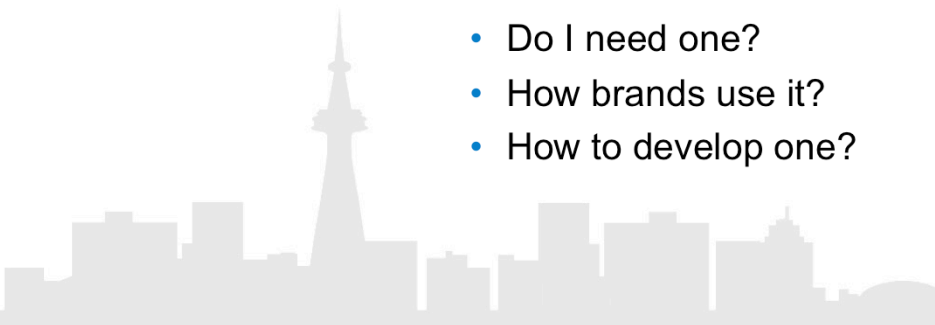 • Do I need one?
• How brands use it?
• How to develop one?